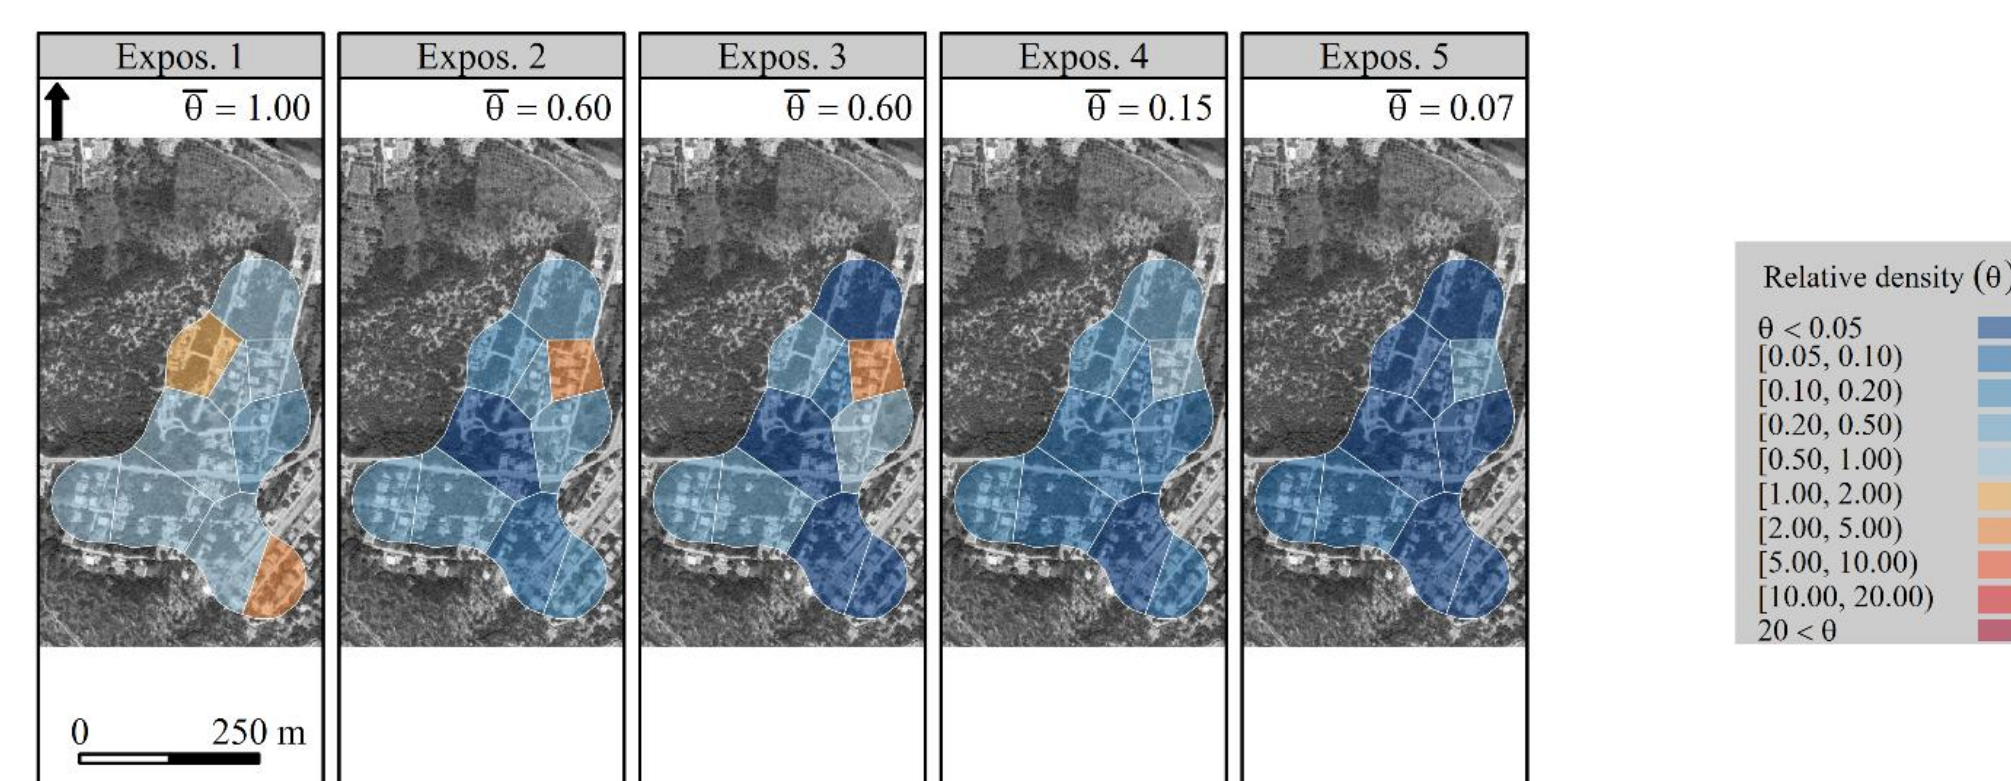 Expos. 1
θ̅ = 1.00
Expos. 2
θ̅ = 0.60
Expos. 3
θ̅ = 0.60
Expos. 4
θ̅ = 0.15
Expos. 5
θ̅ = 0.07
0 250 m
Relative density (θ)
θ < 0.05
[0.05, 0.10)
[0.10, 0.20)
[0.20, 0.50)
[0.50, 1.00)
[1.00, 2.00)
[2.00, 5.00)
[5.00, 10.00)
[10.00, 20.00)
20 < θ